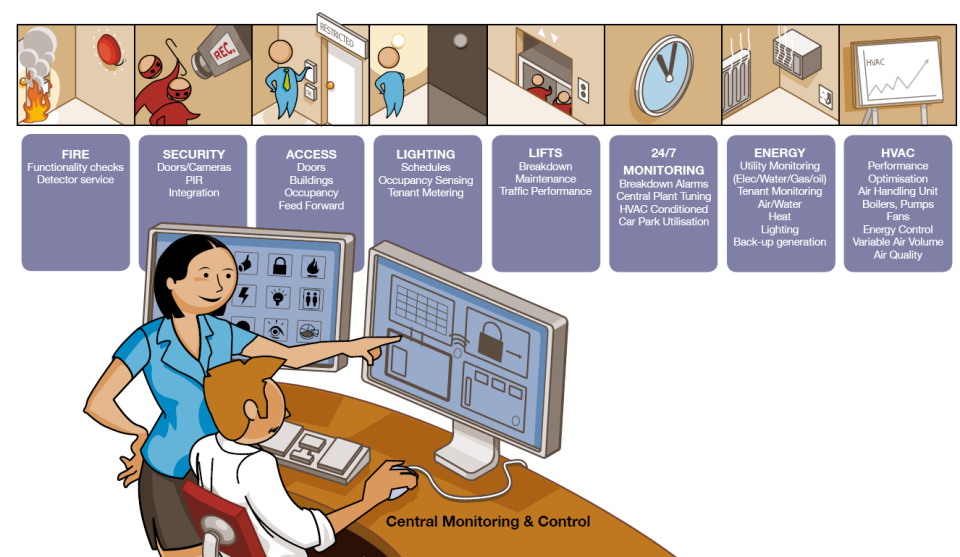 RESTRICTED
REC.
HVAC
FIRE
Functionality checks
Detector service
SECURITY
Doors/Cameras
PIR
Integration
ACCESS
Doors
Buildings
Occupancy
Feed Forward
LIGHTING
Schedules
Occupancy Sensing
Tenant Metering
LIFTS
Breakdown
Maintenance
Traffic Performance
24/7
MONITORING
Breakdown Alarms
Central Plant Tuning
HVAC Conditioned
Car Park Utilisation
ENERGY
Utility Monitoring
(Elec/Water/Gas/oil)
Tenant Monitoring
Air/Water
Heat
Lighting
Back-up generation
HVAC
Performance
Optimisation
Air Handling Unit
Boilers, Pumps
Fans
Energy Control
Variable Air Volume
Air Quality
Central Monitoring & Control